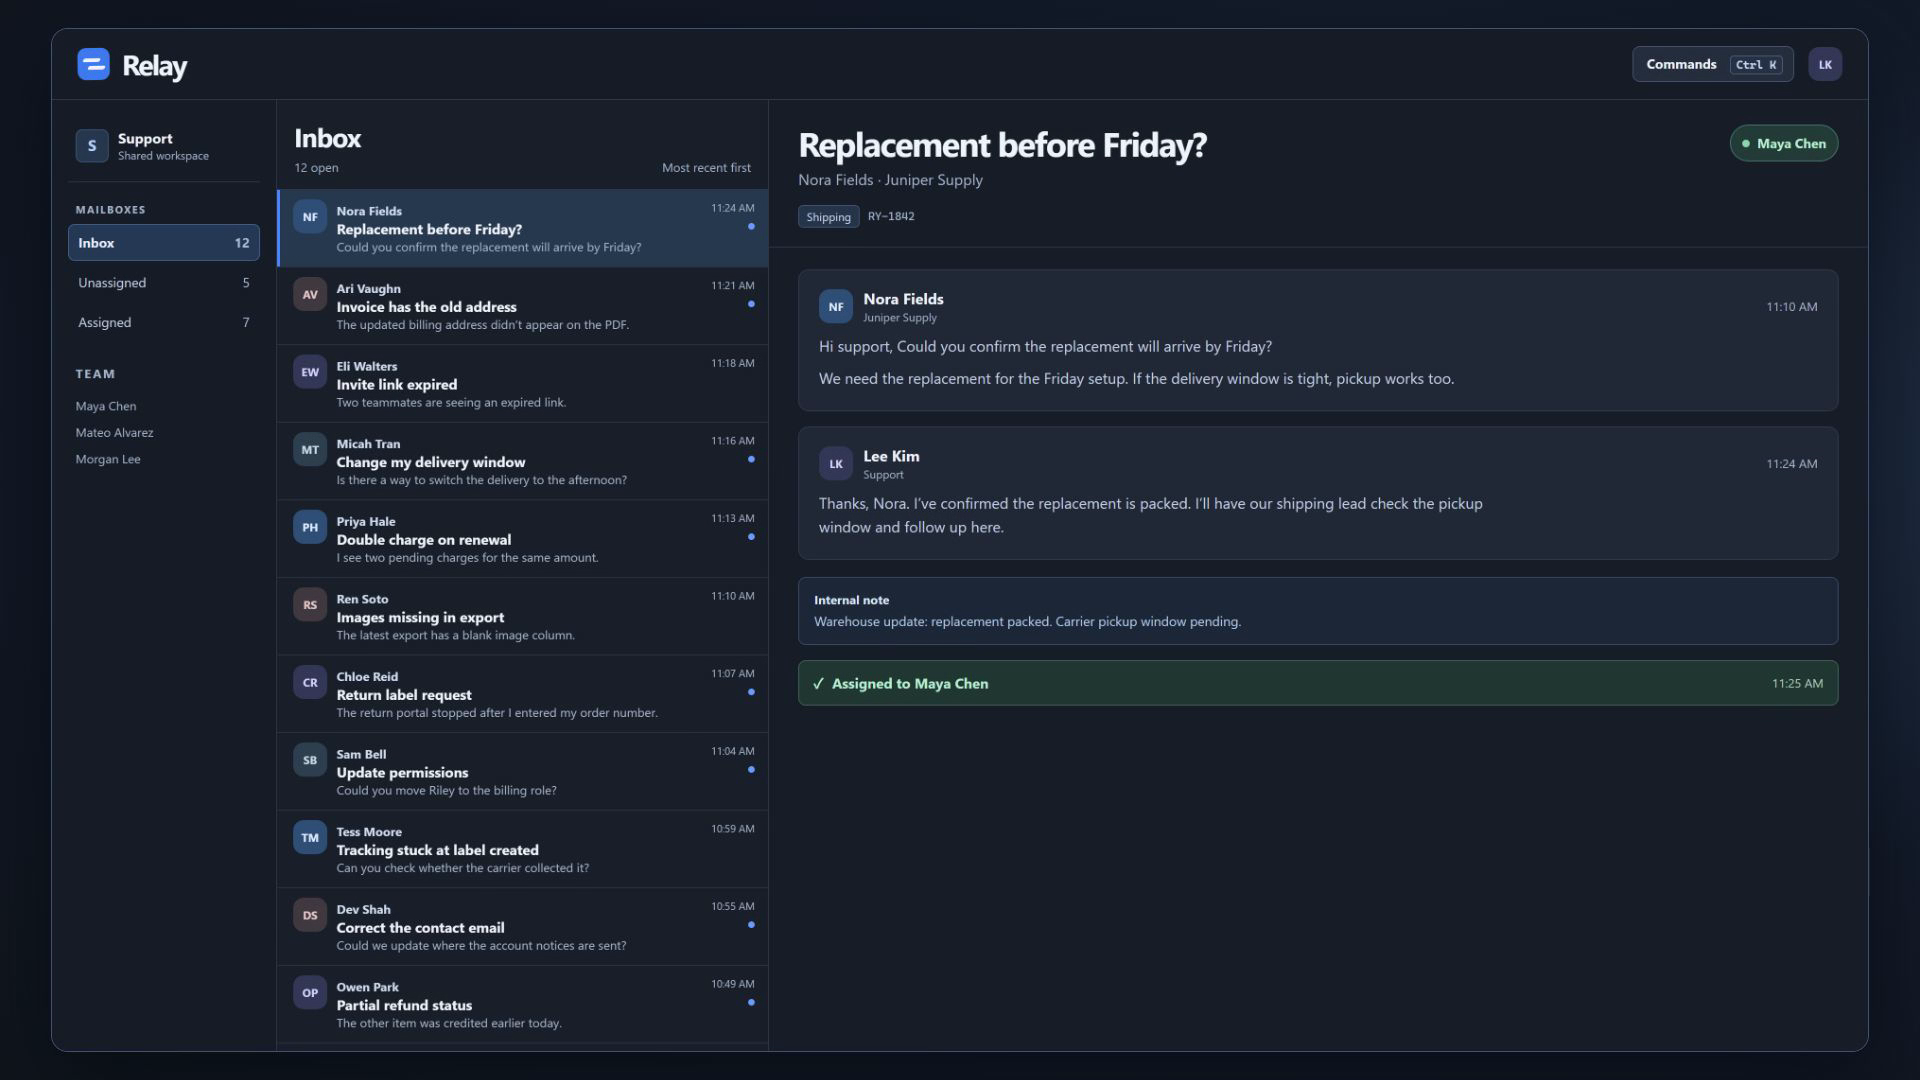 Relay
Commands Ctrl K
LK
S
Support
Shared workspace
MAILBOXES
Inbox 12
Unassigned 5
Assigned 7
TEAM
Maya Chen
Mateo Alvarez
Morgan Lee
Inbox
12 open Most recent first
NF
Nora Fields 11:24 AM
Replacement before Friday?
Could you confirm the replacement will arrive by Friday?
AV
Ari Vaughn 11:21 AM
Invoice has the old address
The updated billing address didn't appear on the PDF.
EW
Eli Walters 11:18 AM
Invite link expired
Two teammates are seeing an expired link.
MT
Micah Tran 11:16 AM
Change my delivery window
Is there a way to switch the delivery to the afternoon?
PH
Priya Hale 11:13 AM
Double charge on renewal
I see two pending charges for the same amount.
RS
Ren Soto 11:10 AM
Images missing in export
The latest export has a blank image column.
CR
Chloe Reid 11:07 AM
Return label request
The return portal stopped after I entered my order number.
SB
Sam Bell 11:04 AM
Update permissions
Could you move Riley to the billing role?
TM
Tess Moore 10:59 AM
Tracking stuck at label created
Can you check whether the carrier collected it?
DS
Dev Shah 10:55 AM
Correct the contact email
Could we update where the account notices are sent?
OP
Owen Park 10:49 AM
Partial refund status
The other item was credited earlier today.
Replacement before Friday?
Maya Chen
Nora Fields · Juniper Supply
Shipping RY-1842
NF
Nora Fields
Juniper Supply
11:10 AM
Hi support, Could you confirm the replacement will arrive by Friday?
We need the replacement for the Friday setup. If the delivery window is tight, pickup works too.
LK
Lee Kim
Support
11:24 AM
Thanks, Nora. I've confirmed the replacement is packed. I'll have our shipping lead check the pickup
window and follow up here.
Internal note
Warehouse update: replacement packed. Carrier pickup window pending.
✓ Assigned to Maya Chen 11:25 AM